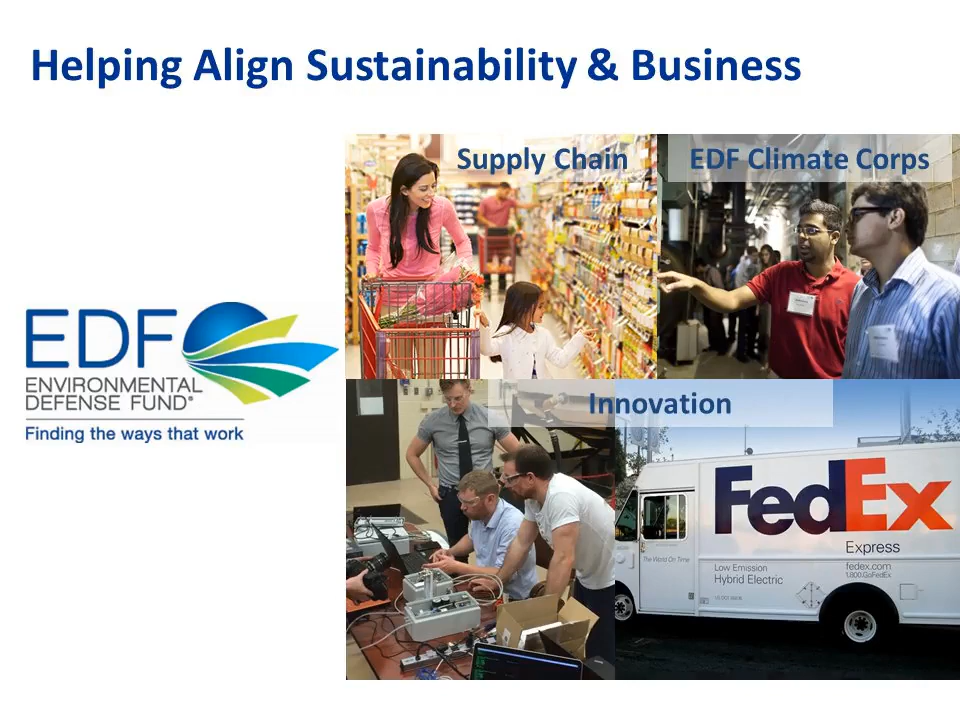 Helping Align Sustainability & Business
Supply Chain
EDF Climate Corps
EDF
ENVIRONMENTAL
DEFENSE FUND®
Finding the ways that work
Innovation
FedEx
Express
The World On Time
Low Emission
Hybrid Electric
fedex.com
1.800.GoFedEx